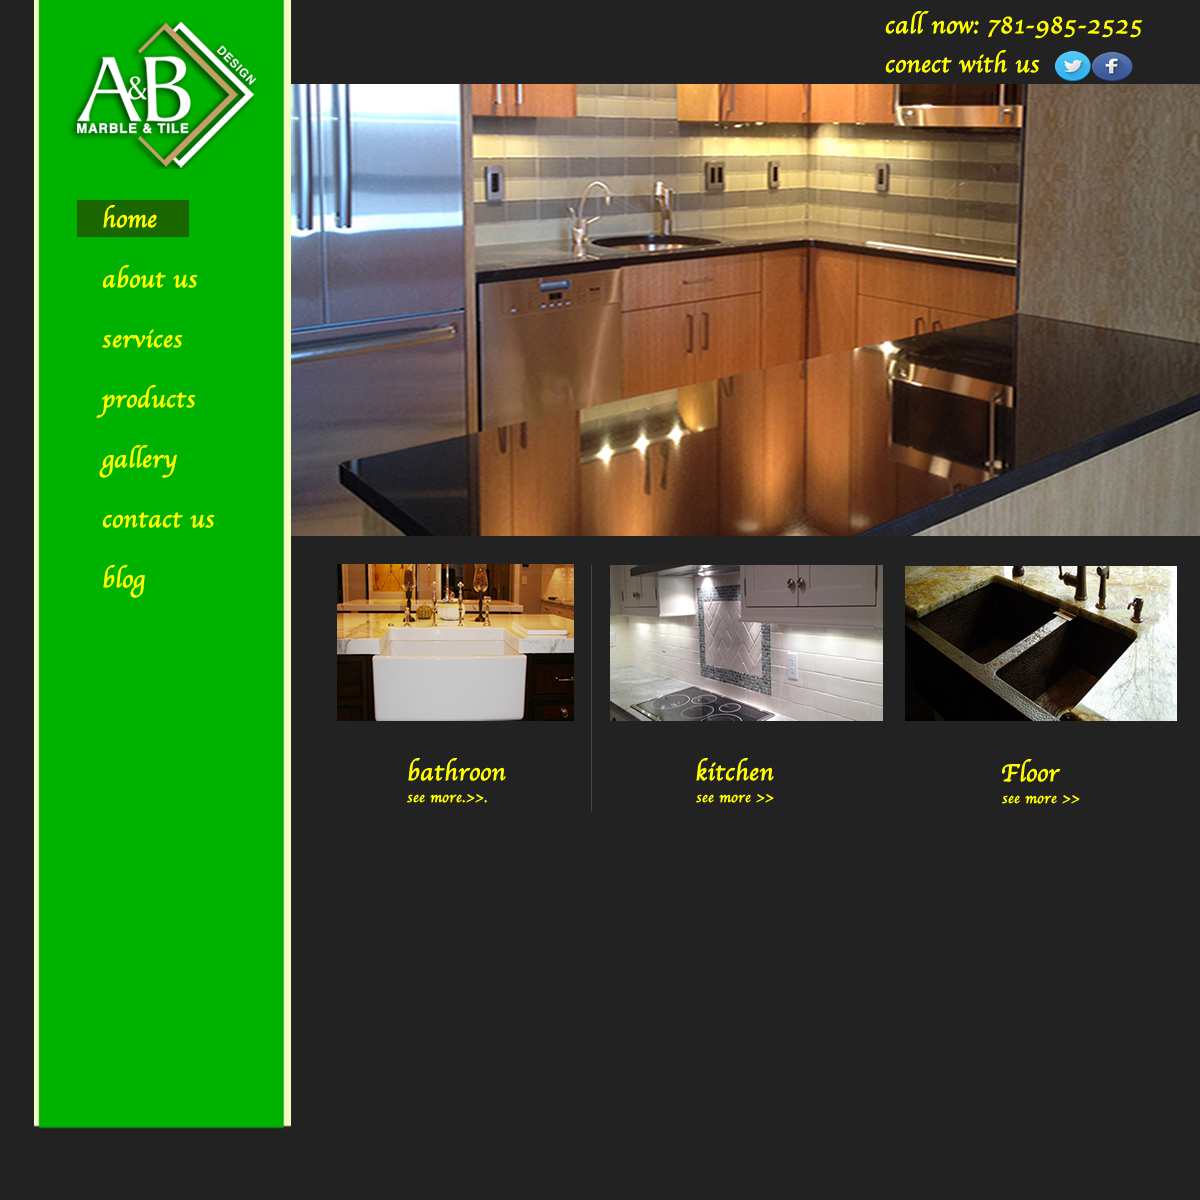 call now: 781-985-2525
conect with us
A&B
DESIGN
MARBLE & TILE
home
about us
services
products
gallery
contact us
blog
bathroon
see more.>>.
kitchen
see more >>
Floor
see more >>